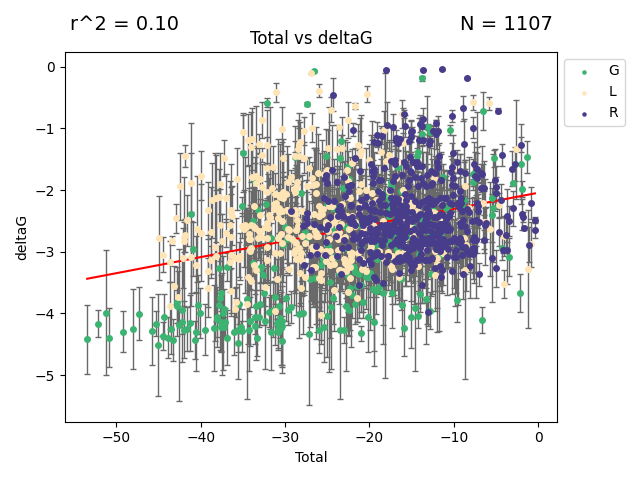 r^2 = 0.10 N = 1107
Total vs deltaG
G
L
R
0
−1
−2
−3
−4
−5
deltaG
−50 −40 −30 −20 −10 0
Total